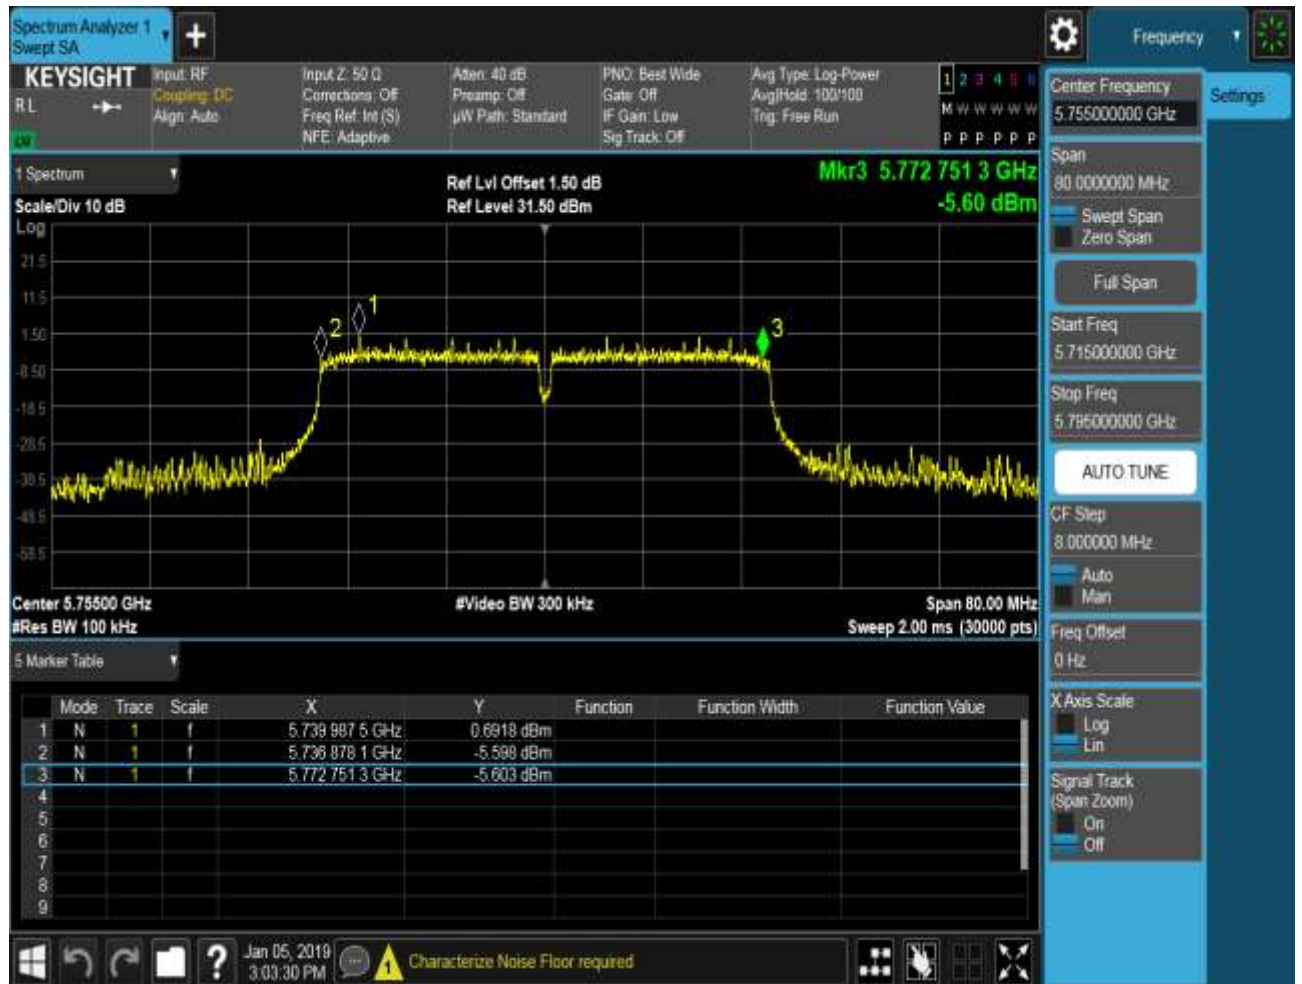 Spectrum Analyzer 1
Swept SA
+
Frequency
KEYSIGHT
Input: RF
Input Z: 50 Ω
Atten: 40 dB
PNO: Best Wide
Avg Type: Log-Power
1 2 3 4 5 6
R L
Coupling: DC
Corrections: Off
Preamp: Off
Gate: Off
Avg|Hold: 100/100
M W W W W W
Align: Auto
Freq Ref: Int (S)
µW Path: Standard
IF Gain: Low
Trig: Free Run
NFE: Adaptive
Sig Track: Off
P P P P P P
Center Frequency
5.755000000 GHz
Settings
1 Spectrum
Ref Lvl Offset 1.50 dB
Mkr3 5.772 751 3 GHz
Scale/Div 10 dB
Ref Level 31.50 dBm
-5.60 dBm
Log
21.5
11.5
1.50
-8.50
-18.5
-28.5
-38.5
-48.5
-58.5
1
2
3
Span
80.0000000 MHz
Swept Span
Zero Span
Full Span
Start Freq
5.715000000 GHz
Stop Freq
5.795000000 GHz
AUTO TUNE
CF Step
8.000000 MHz
Auto
Man
Freq Offset
0 Hz
X Axis Scale
Log
Lin
Signal Track
(Span Zoom)
On
Off
Center 5.75500 GHz
#Video BW 300 kHz
Span 80.00 MHz
#Res BW 100 kHz
Sweep 2.00 ms (30000 pts)
5 Marker Table
Mode Trace Scale X Y Function Function Width Function Value
1 N 1 f 5.739 987 5 GHz 0.6918 dBm
2 N 1 f 5.736 878 1 GHz -5.598 dBm
3 N 1 f 5.772 751 3 GHz -5.603 dBm
4
5
6
7
8
9
?
Jan 05, 2019
3:03:30 PM
1
Characterize Noise Floor required